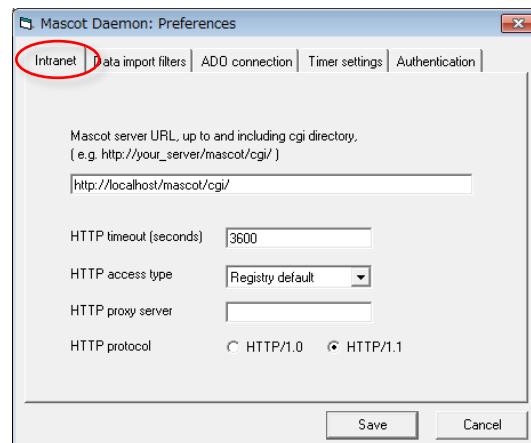 Mascot Daemon: Preferences
Intranet Data import filters ADO connection Timer settings Authentication
Mascot server URL, up to and including cgi directory,
( e.g. http://your_server/mascot/cgi/ )
http://localhost/mascot/cgi/
HTTP timeout (seconds) 3600
HTTP access type Registry default
HTTP proxy server
HTTP protocol HTTP/1.0 HTTP/1.1
Save Cancel